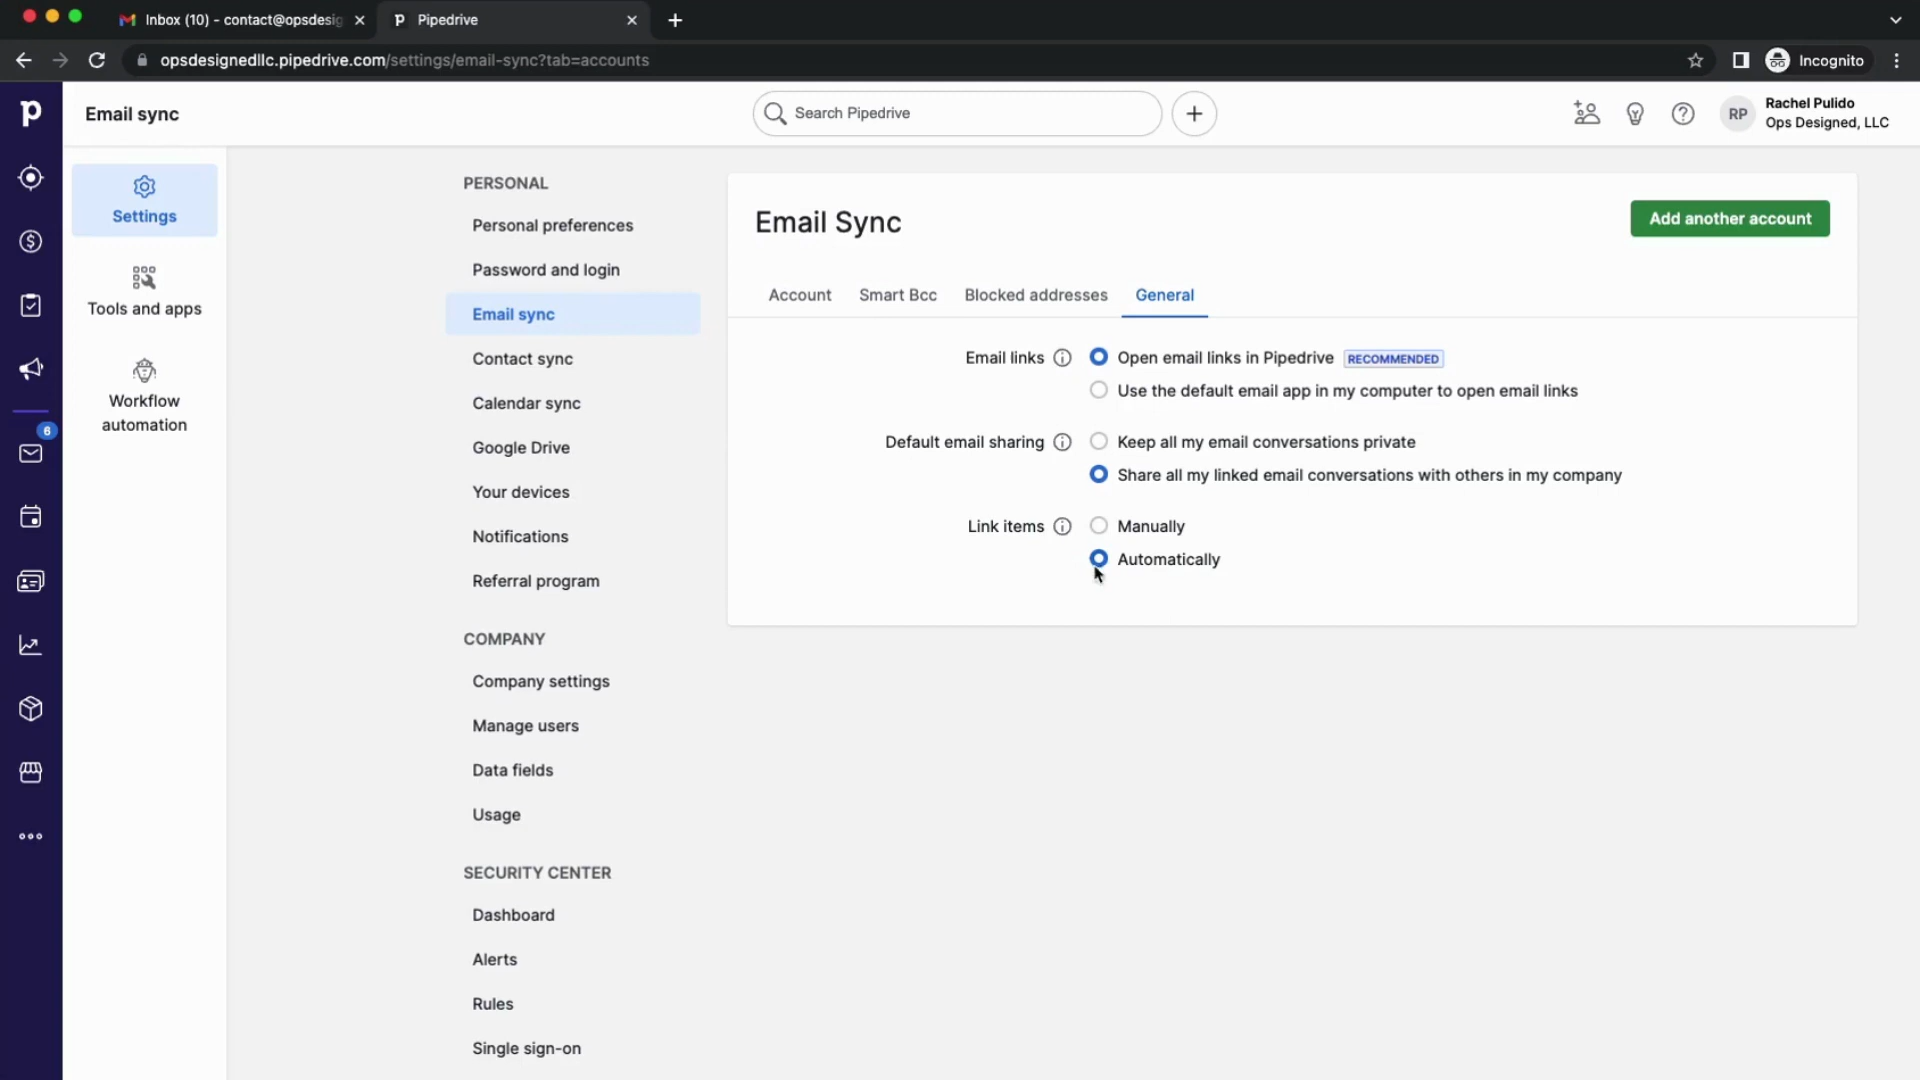 Inbox (10) - contact@opsdesig
Pipedrive
opsdesignedllc.pipedrive.com/settings/email-sync?tab=accounts
Incognito
Email sync
Search Pipedrive
RP
Rachel Pulido
Ops Designed, LLC
Settings
Tools and apps
Workflow
automation
6
PERSONAL
Personal preferences
Password and login
Email sync
Contact sync
Calendar sync
Google Drive
Your devices
Notifications
Referral program
COMPANY
Company settings
Manage users
Data fields
Usage
SECURITY CENTER
Dashboard
Alerts
Rules
Single sign-on
Email Sync
Add another account
Account
Smart Bcc
Blocked addresses
General
Email links
Open email links in Pipedrive RECOMMENDED
Use the default email app in my computer to open email links
Default email sharing
Keep all my email conversations private
Share all my linked email conversations with others in my company
Link items
Manually
Automatically